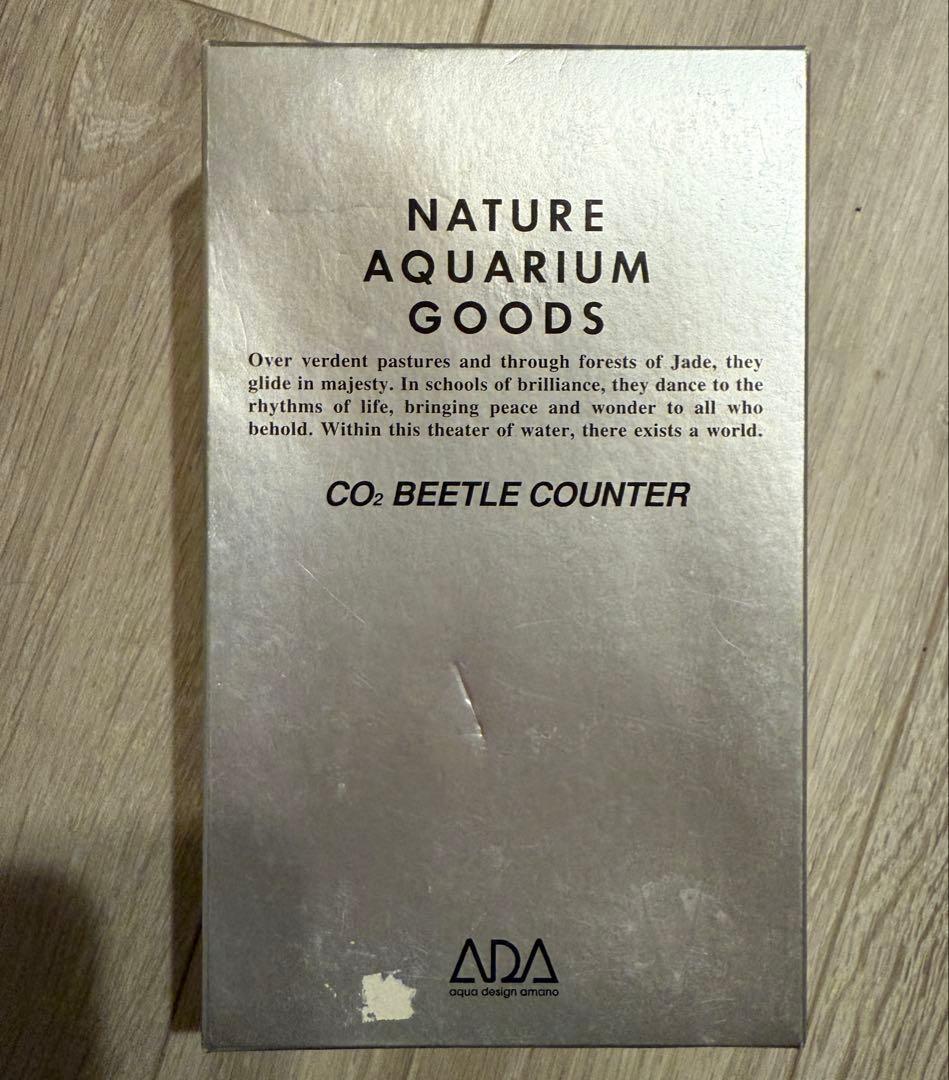 NATURE
AQUARIUM
GOODS
Over verdent pastures and through forests of Jade, they
glide in majesty. In schools of brilliance, they dance to the
rhythms of life, bringing peace and wonder to all who
behold. Within this theater of water, there exists a world.
CO₂ BEETLE COUNTER
ADA
aqua design amano